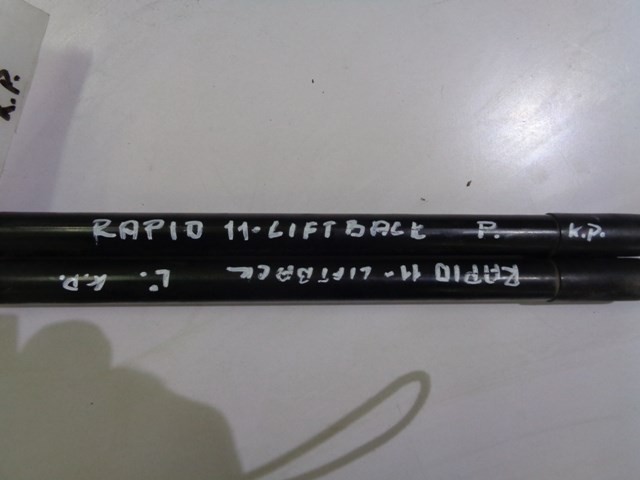 K.P.
RAPID 11-LIFTBACK P. K.P.
RAPID 11-LIFTBACK L. K.P.